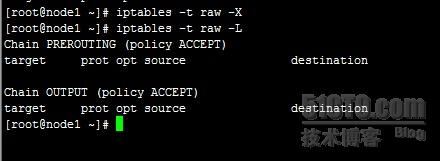 [root@node1 ~]# iptables -t raw -X
[root@node1 ~]# iptables -t raw -L
Chain PREROUTING (policy ACCEPT)
target     prot opt source               destination

Chain OUTPUT (policy ACCEPT)
target     prot opt source               destination
[root@node1 ~]#
51CTO.com
技术博客 Blog